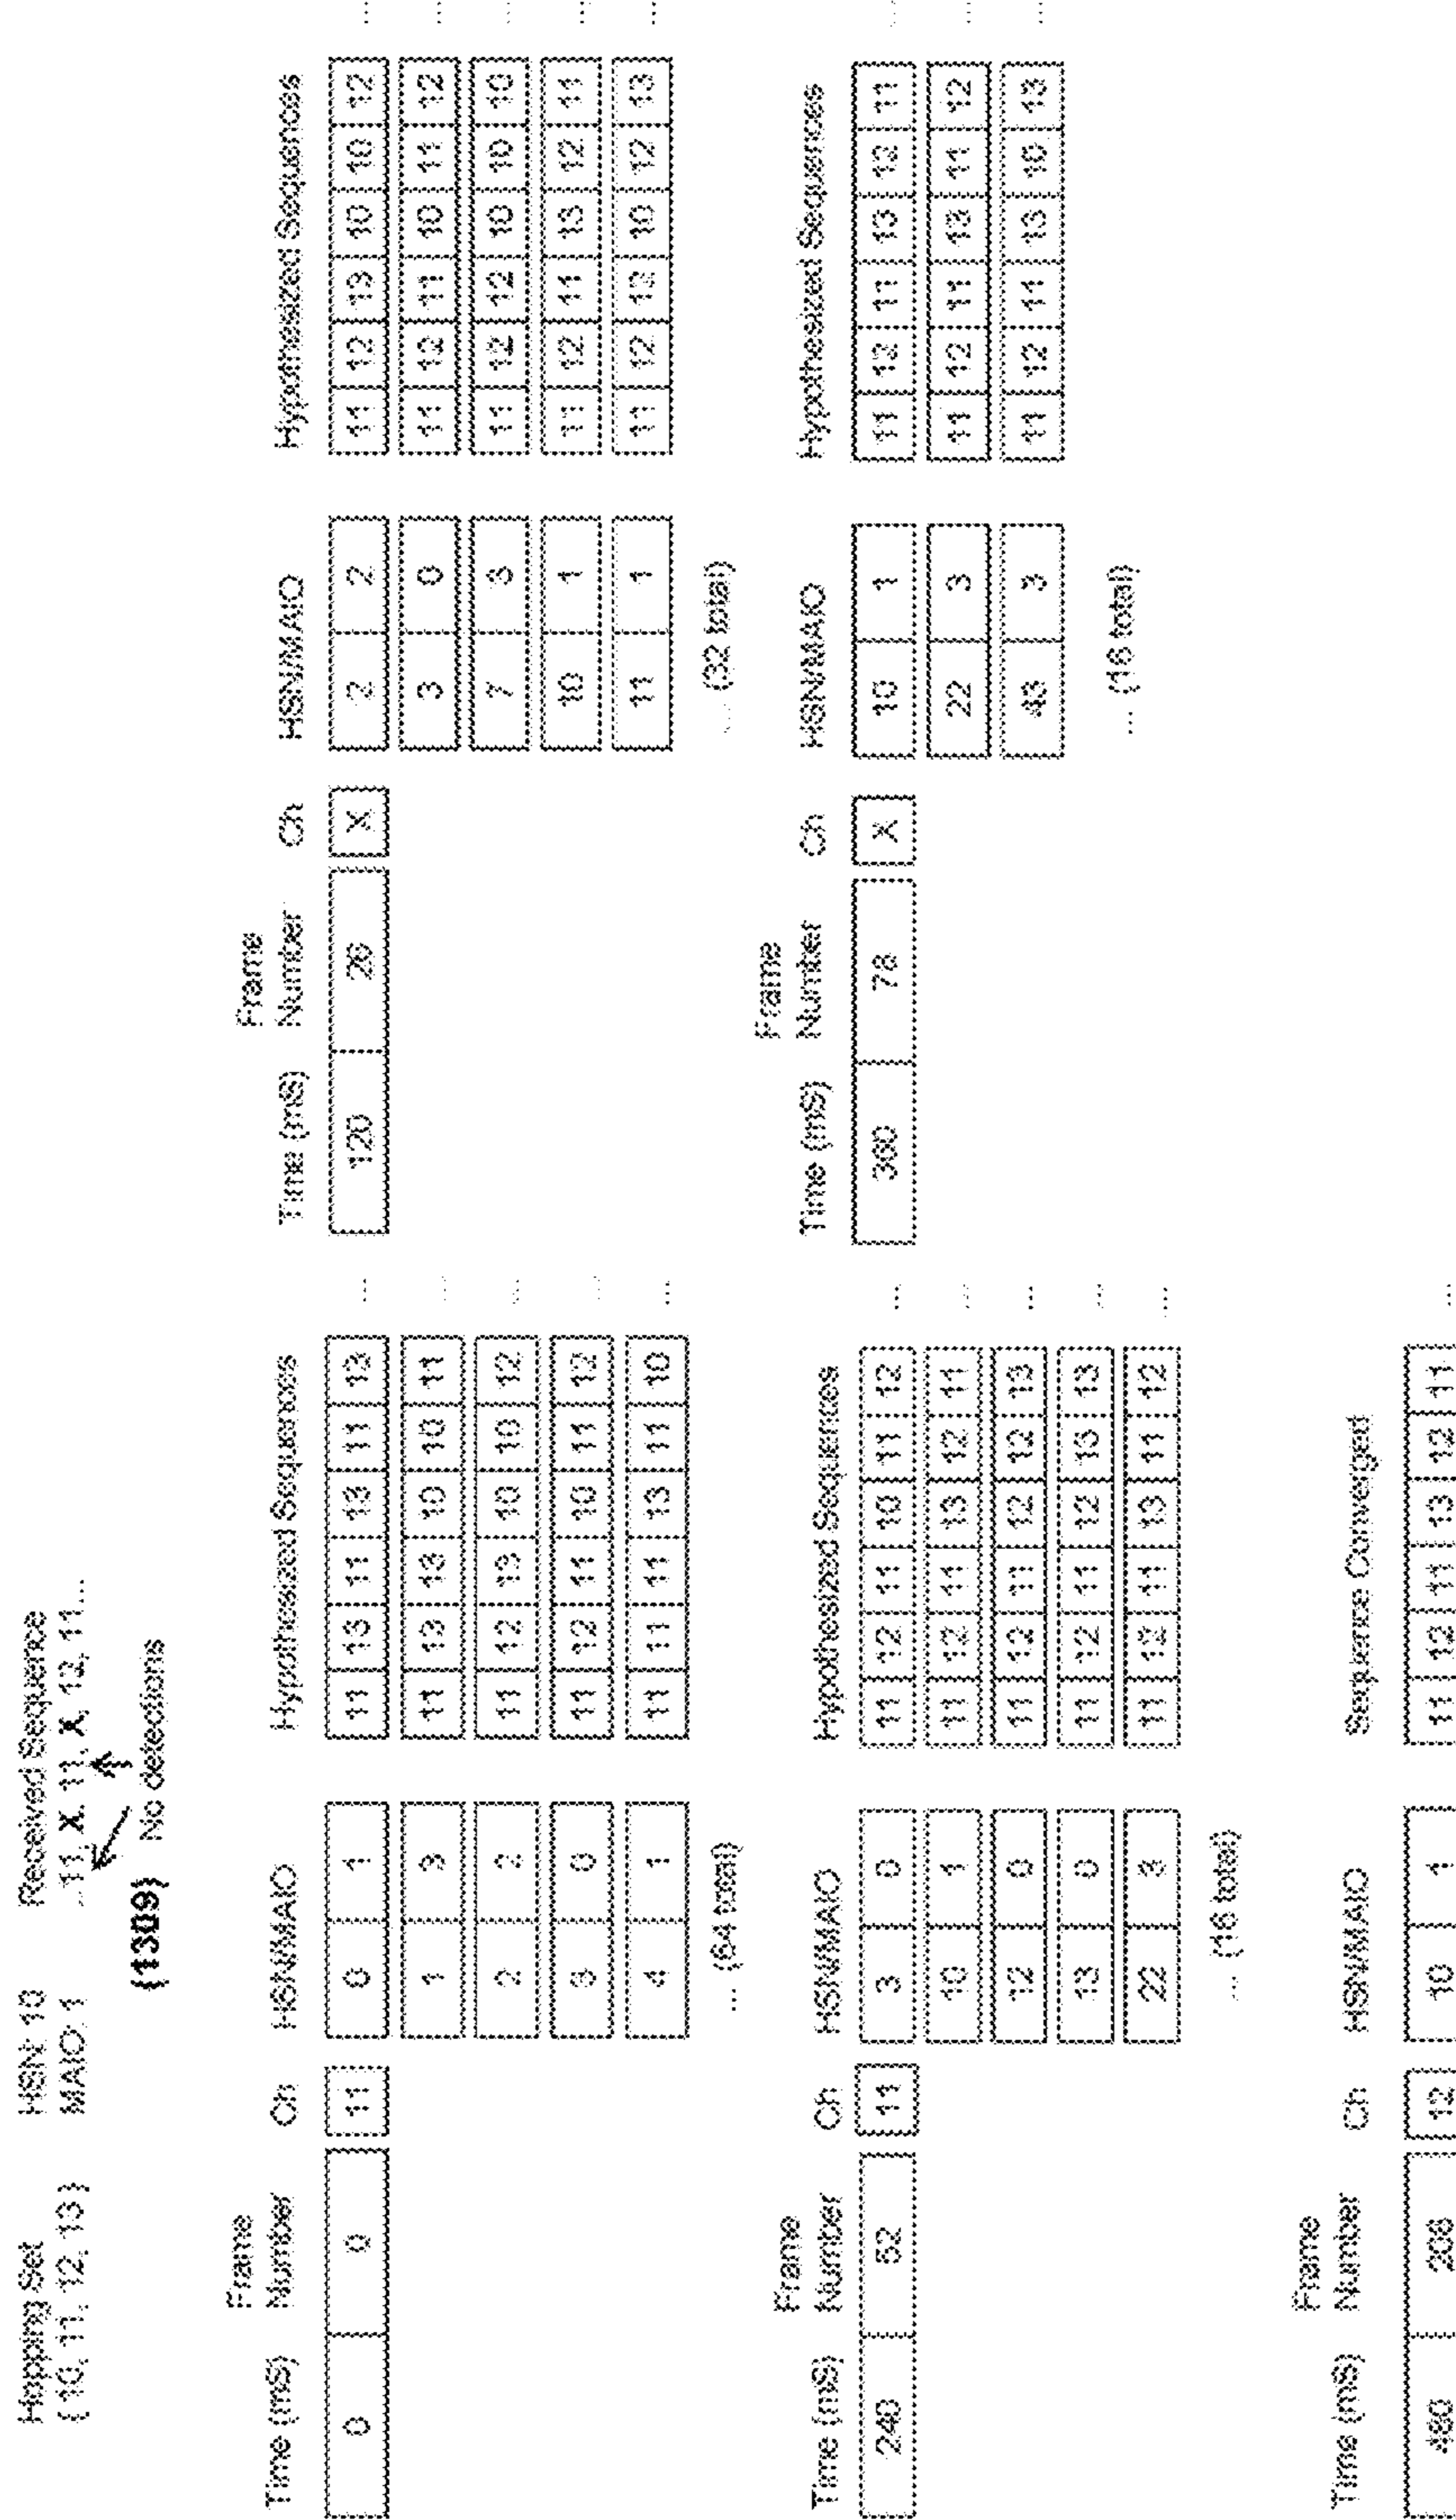 Hopping Set HSN: 10 Received Sequence
{ 10, 11, 12, 13 } MAIO: 1 ..11, X, 11, X, 12, 11...
(1309) No detections
Frame
Time (mS) Number Ch HSN/MAIO Hypothesized Sequences
0 0 11 0 1 11 13 11 13 11 13 ...
1 3 11 13 13 10 10 11 ...
2 2 11 12 13 10 10 12 ...
3 0 11 12 11 10 11 12 ...
4 1 11 11 11 13 11 10 ...
... (64 total)
Frame
Time (mS) Number Ch HSN/MAIO Hypothesized Sequences
120 26 X 2 2 11 12 13 10 10 12 ...
3 0 11 12 11 10 11 12 ...
7 3 11 12 12 10 10 10 ...
10 1 11 12 11 13 12 11 ...
11 1 11 12 12 10 12 13 ...
... (32 total)
Frame
Time (mS) Number Ch HSN/MAIO Hypothesized Sequences
240 52 11 3 0 11 12 11 10 11 12 ...
10 1 11 12 11 13 12 11 ...
12 0 11 12 11 12 12 13 ...
13 0 11 12 11 12 13 13 ...
22 3 11 12 11 13 11 12 ...
... (16 total)
Frame
Time (mS) Number Ch HSN/MAIO Hypothesized Sequences
360 78 X 10 1 11 12 11 13 12 11 ...
22 3 11 12 11 13 11 12 ...
43 3 11 12 11 13 10 13 ...
... (16 total)
Frame
Time (mS) Number Ch HSN/MAIO Sequence Converged
480 208 12 10 1 11 12 11 13 12 11 ...